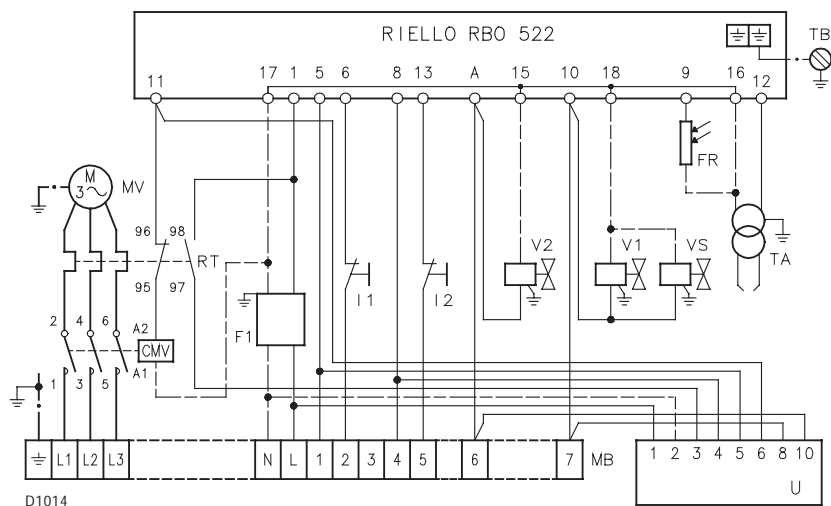 RIELLO RBO 522
TB
11 17 1 5 6 8 13 A 15 10 18 9 16 12
FR
M
3~
MV
96 98
RT
95 97
V2
V1
VS
TA
I1
I2
F1
2 4 6 A2
CMV
1 3 5 A1
L1 L2 L3 N L 1 2 3 4 5 6 7 MB
1 2 3 4 5 6 8 10
U
D1014